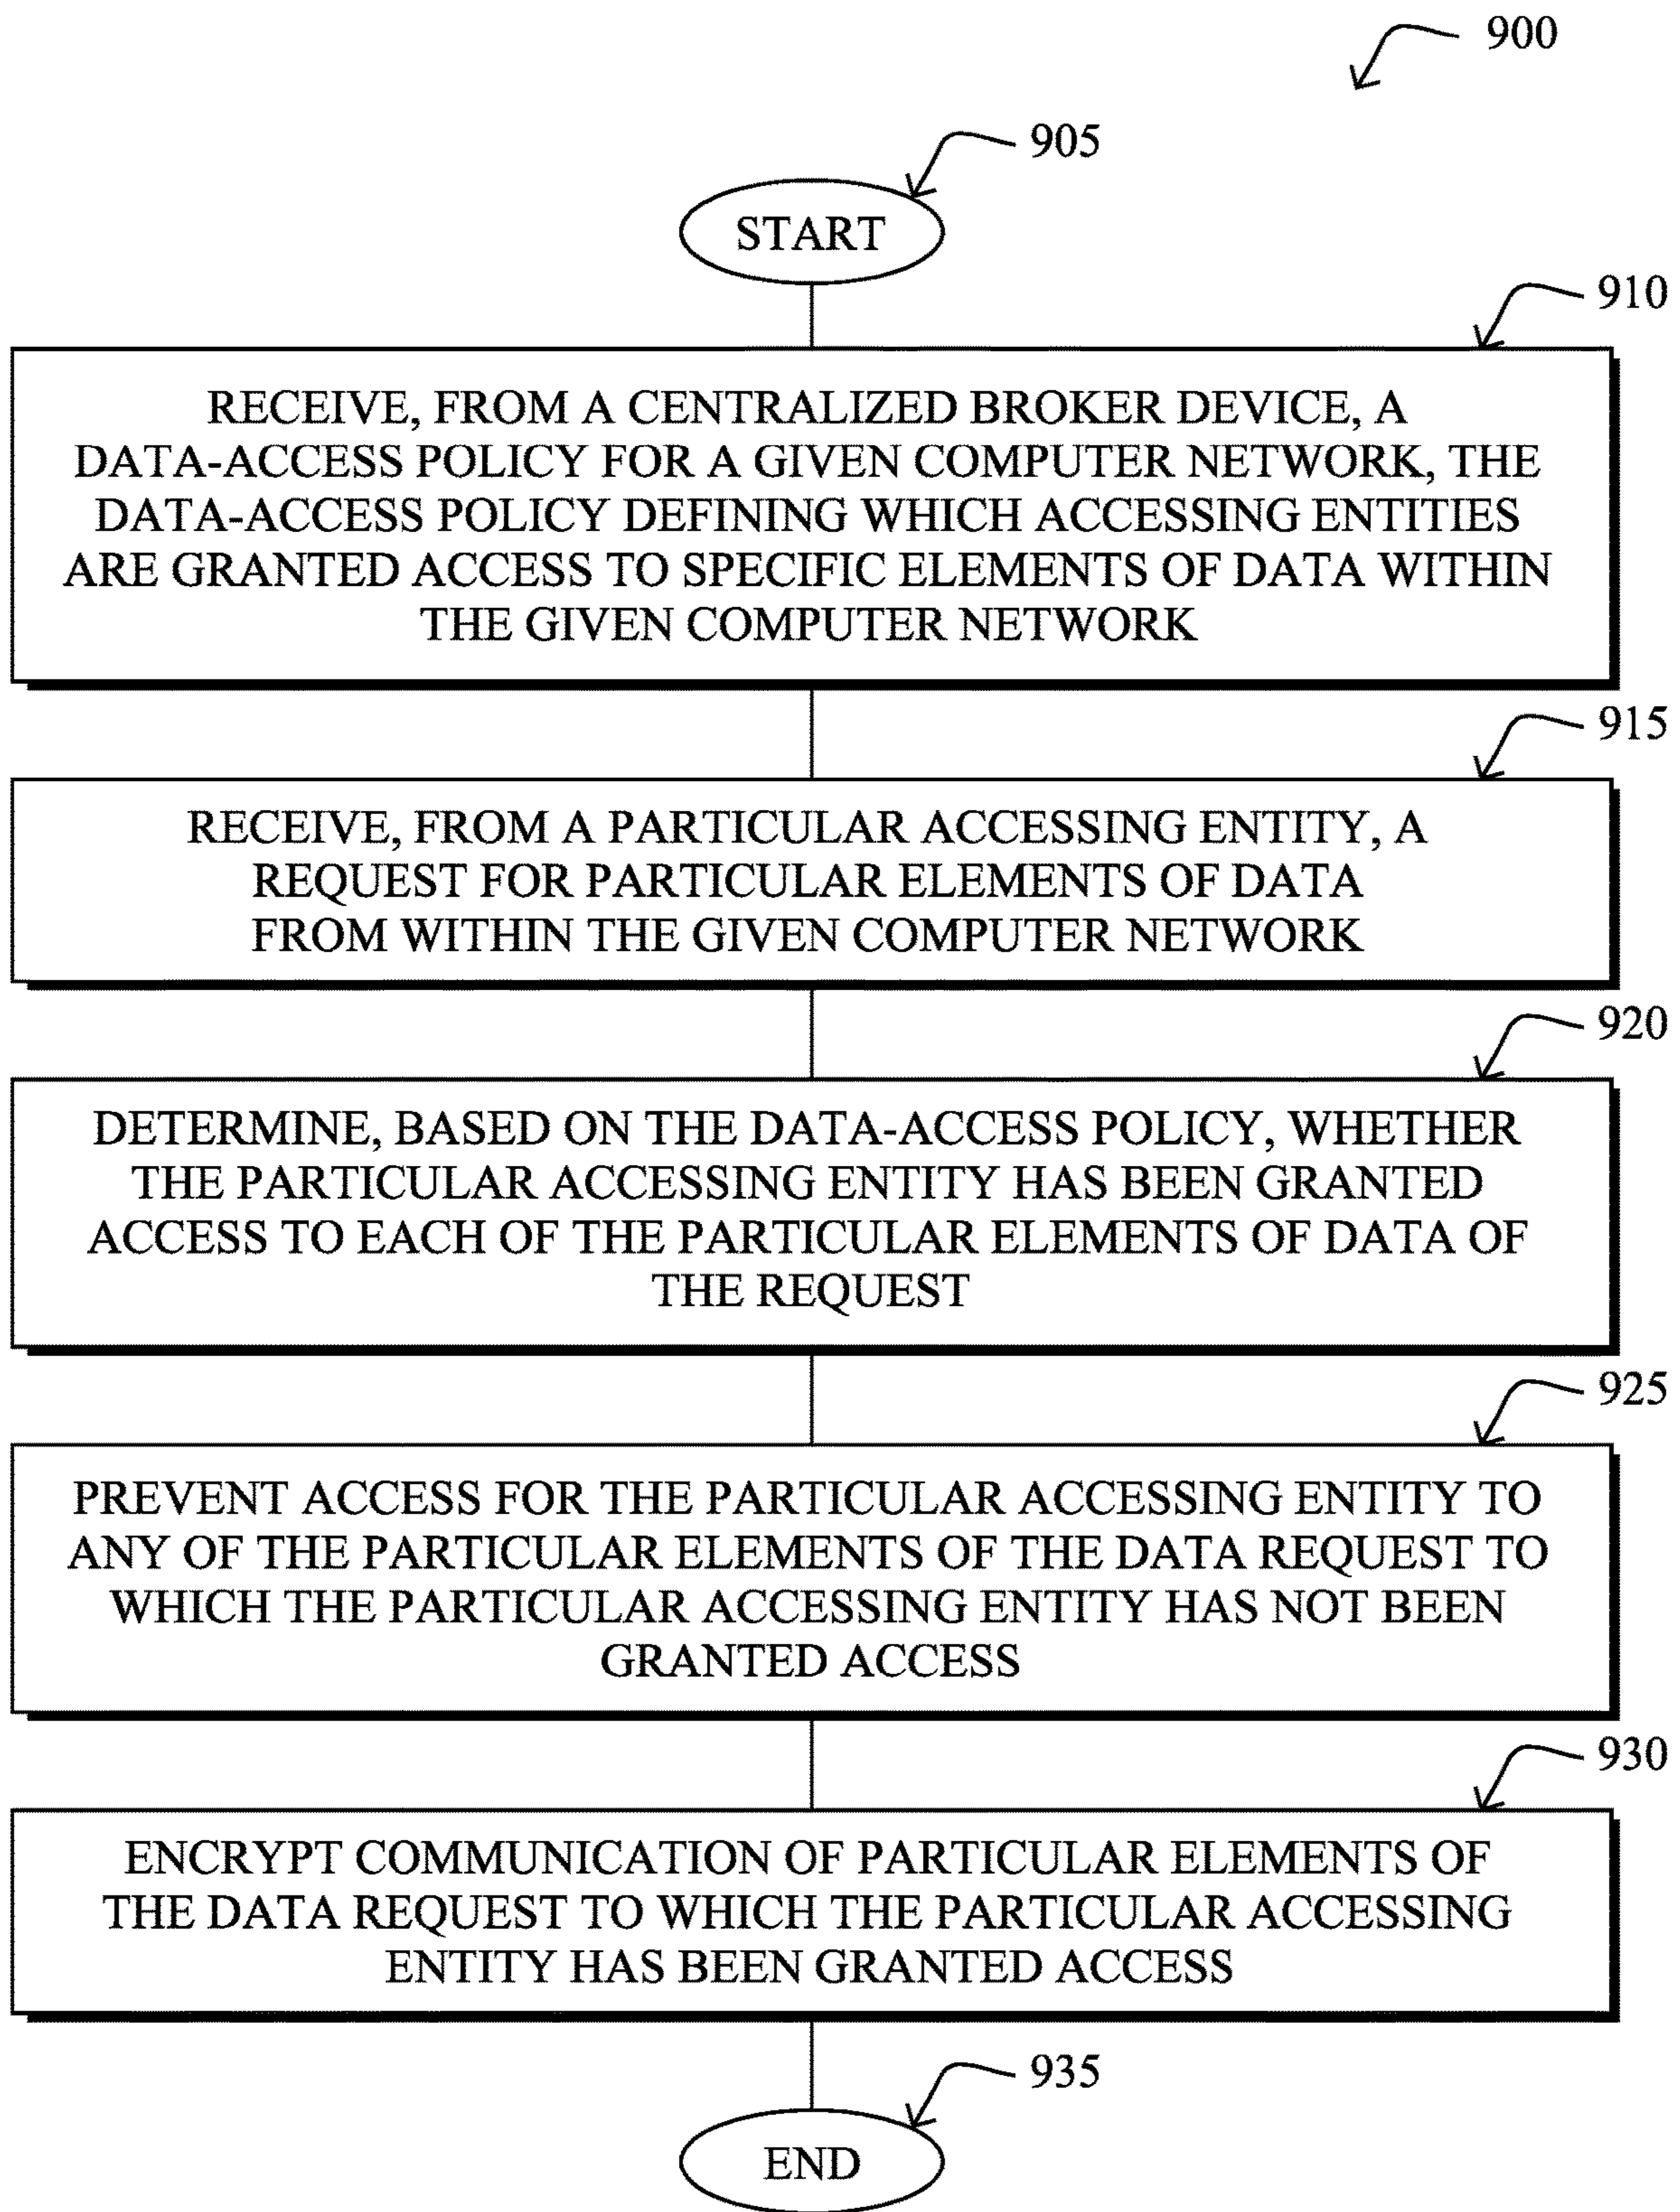 900
905
START
910
RECEIVE, FROM A CENTRALIZED BROKER DEVICE, A
DATA-ACCESS POLICY FOR A GIVEN COMPUTER NETWORK, THE
DATA-ACCESS POLICY DEFINING WHICH ACCESSING ENTITIES
ARE GRANTED ACCESS TO SPECIFIC ELEMENTS OF DATA WITHIN
THE GIVEN COMPUTER NETWORK
915
RECEIVE, FROM A PARTICULAR ACCESSING ENTITY, A
REQUEST FOR PARTICULAR ELEMENTS OF DATA
FROM WITHIN THE GIVEN COMPUTER NETWORK
920
DETERMINE, BASED ON THE DATA-ACCESS POLICY, WHETHER
THE PARTICULAR ACCESSING ENTITY HAS BEEN GRANTED
ACCESS TO EACH OF THE PARTICULAR ELEMENTS OF DATA OF
THE REQUEST
925
PREVENT ACCESS FOR THE PARTICULAR ACCESSING ENTITY TO
ANY OF THE PARTICULAR ELEMENTS OF THE DATA REQUEST TO
WHICH THE PARTICULAR ACCESSING ENTITY HAS NOT BEEN
GRANTED ACCESS
930
ENCRYPT COMMUNICATION OF PARTICULAR ELEMENTS OF
THE DATA REQUEST TO WHICH THE PARTICULAR ACCESSING
ENTITY HAS BEEN GRANTED ACCESS
935
END